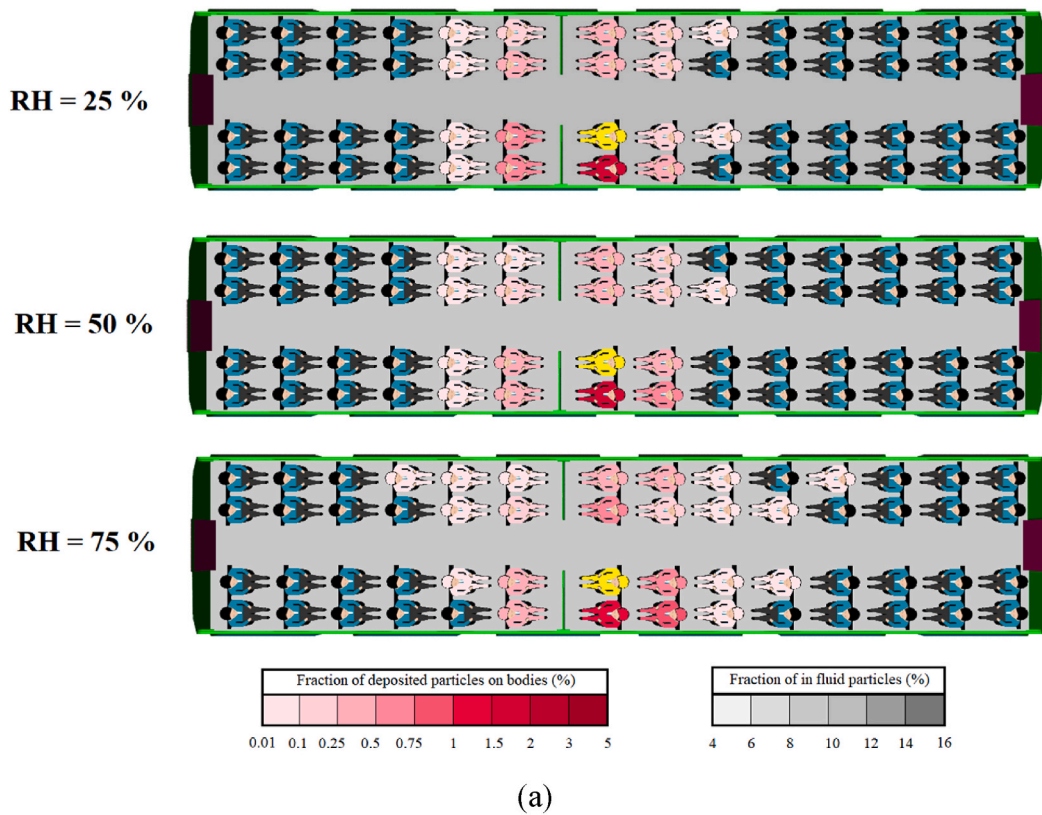 RH = 25 %
RH = 50 %
RH = 75 %
Fraction of deposited particles on bodies (%)
0.01 0.1 0.25 0.5 0.75 1 1.5 2 3 5
Fraction of in fluid particles (%)
4 6 8 10 12 14 16
(a)